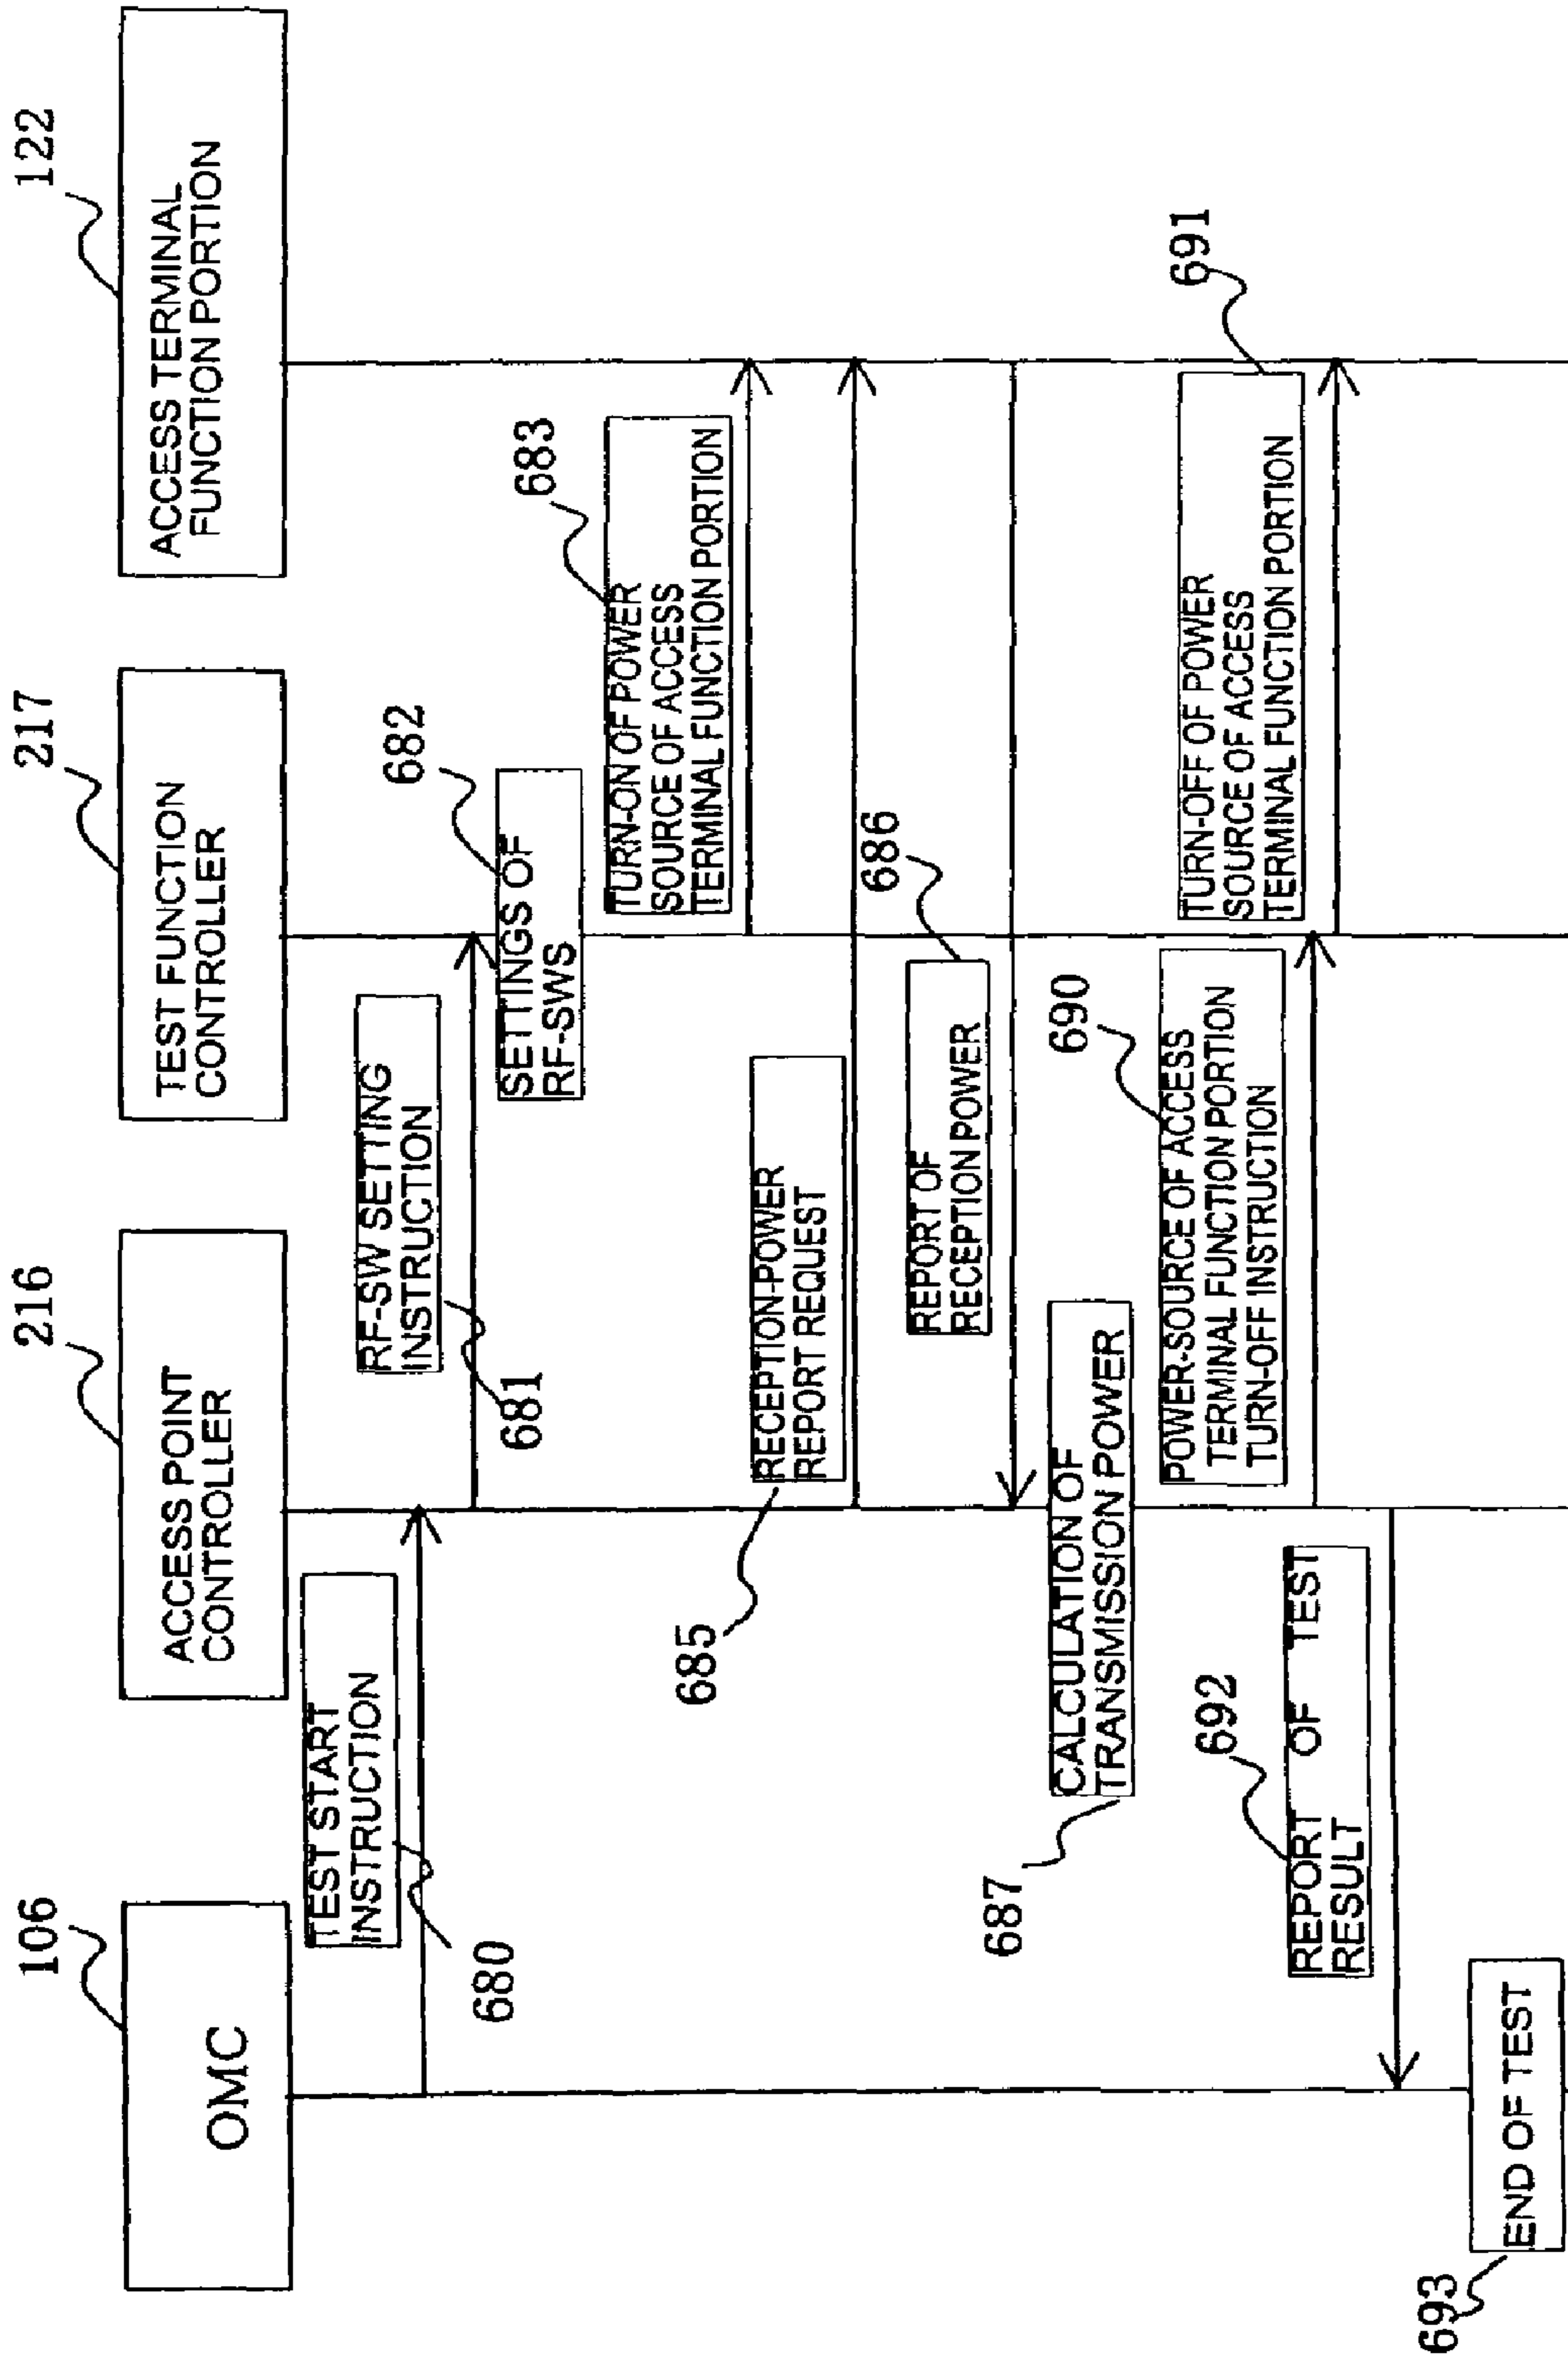 106
OMC
216
ACCESS POINT
CONTROLLER
217
TEST FUNCTION
CONTROLLER
122
ACCESS TERMINAL
FUNCTION PORTION
TEST START
INSTRUCTION
680
RF-SW SETTING
INSTRUCTION
681
682
SETTINGS OF
RF-SWS
683
TURN-ON OF POWER
SOURCE OF ACCESS
TERMINAL FUNCTION PORTION
RECEPTION-POWER
REPORT REQUEST
685
686
REPORT OF
RECEPTION POWER
CALCULATION OF
TRANSMISSION POWER
687
690
POWER-SOURCE OF ACCESS
TERMINAL FUNCTION PORTION
TURN-OFF INSTRUCTION
691
TURN-OFF OF POWER
SOURCE OF ACCESS
TERMINAL FUNCTION PORTION
692
REPORT OF TEST
RESULT
693
END OF TEST